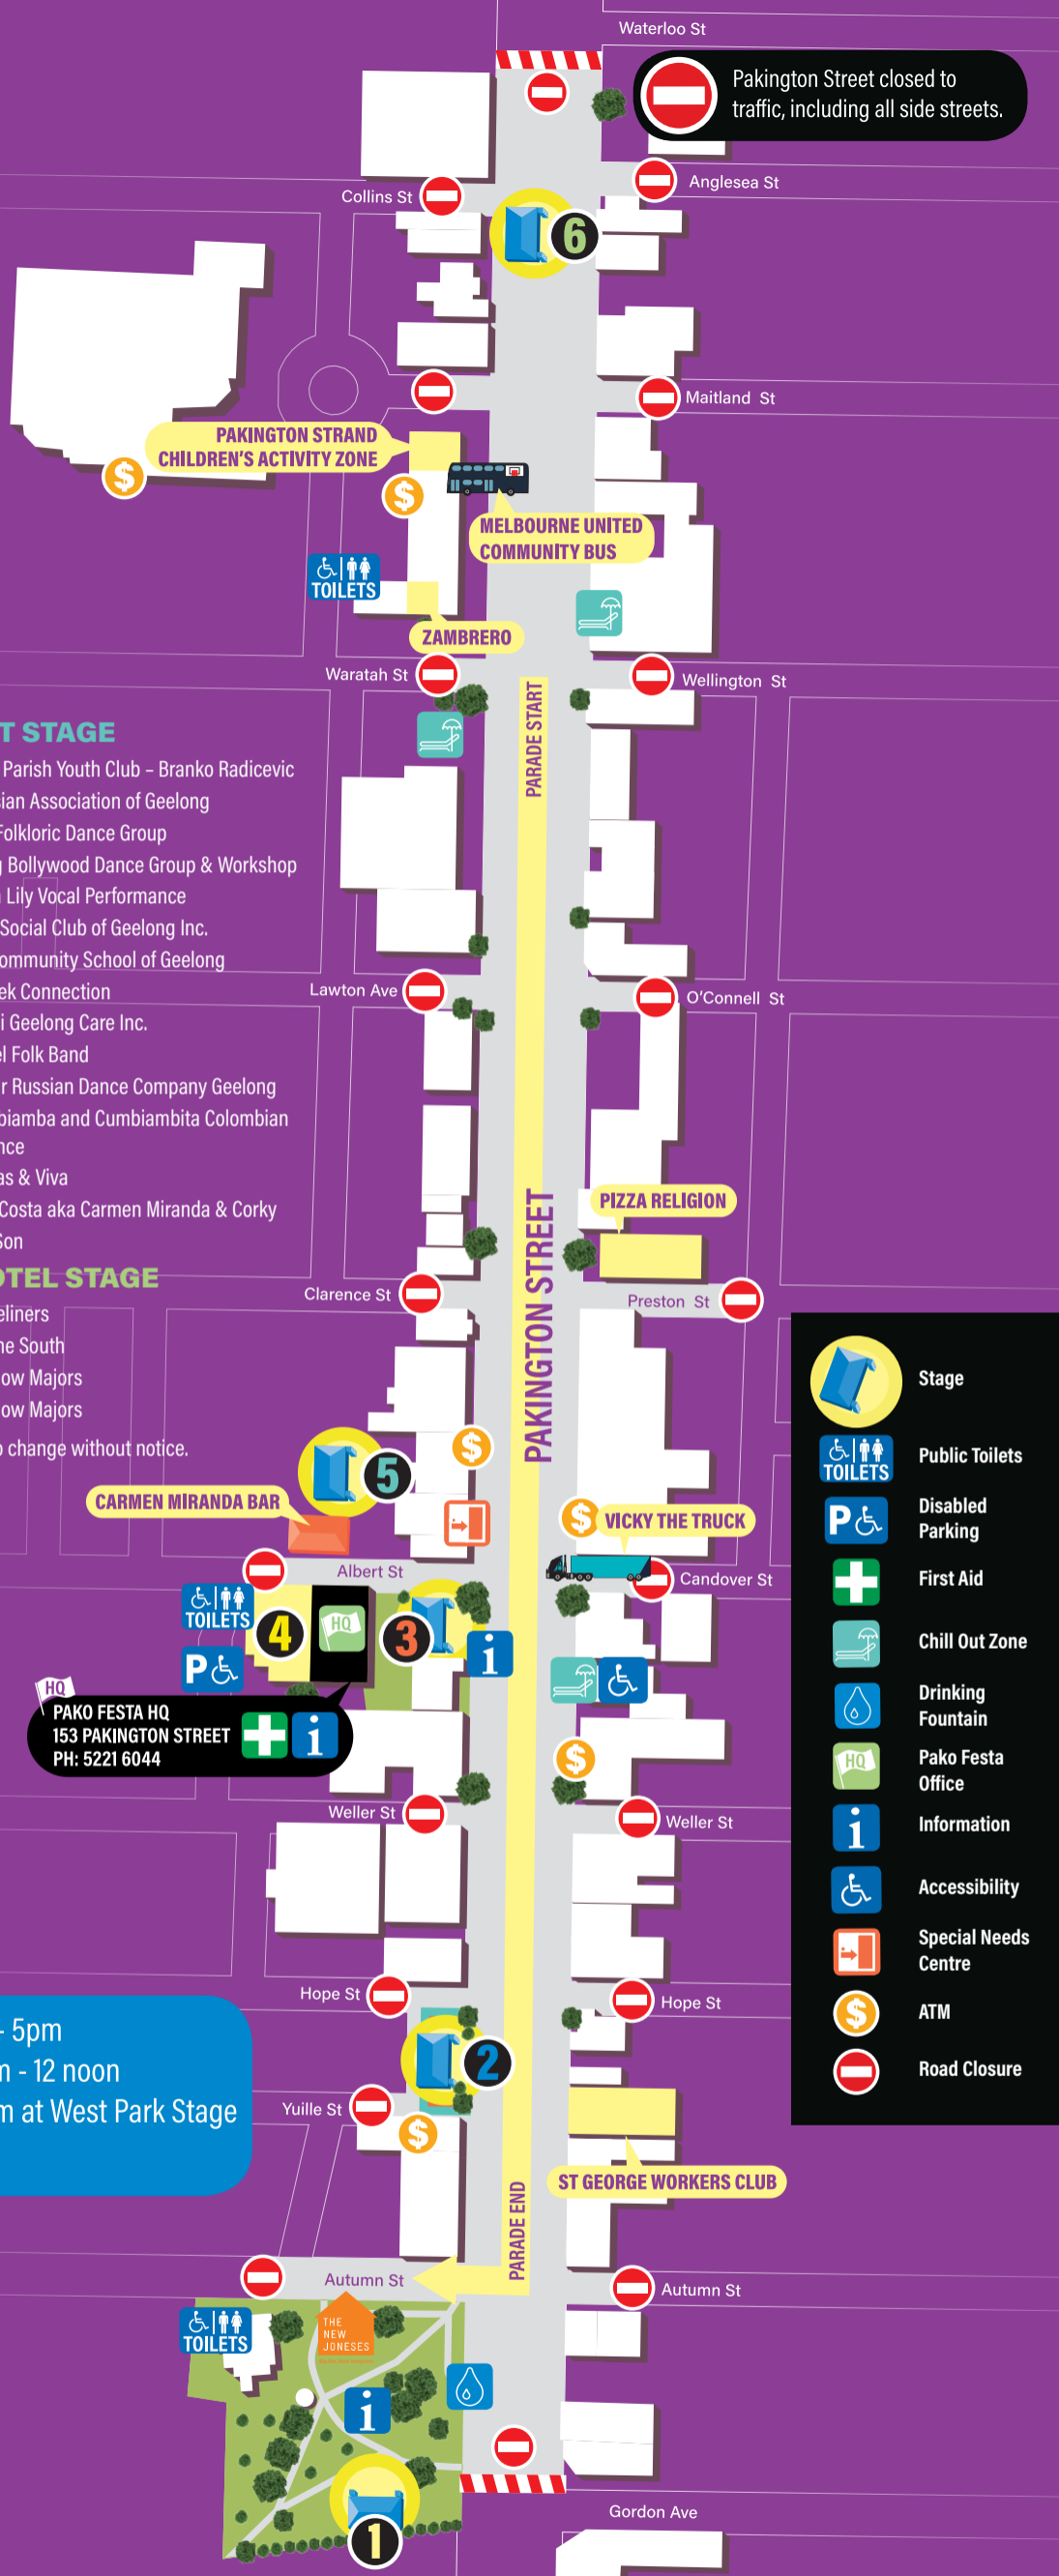 Waterloo St
Pakington Street closed to
traffic, including all side streets.
Anglesea St
Collins St
6
Maitland St
PAKINGTON STRAND
CHILDREN'S ACTIVITY ZONE
$
$
MELBOURNE UNITED
COMMUNITY BUS
TOILETS
ZAMBRERO
Waratah St
Wellington St
PARADE START
T STAGE
Parish Youth Club – Branko Radicevic
sian Association of Geelong
Folkloric Dance Group
g Bollywood Dance Group & Workshop
Lily Vocal Performance
Social Club of Geelong Inc.
ommunity School of Geelong
ek Connection
i Geelong Care Inc.
el Folk Band
r Russian Dance Company Geelong
biamba and Cumbiambita Colombian
nce
as & Viva
Costa aka Carmen Miranda & Corky
Son
OTEL STAGE
eliners
ne South
ow Majors
ow Majors
o change without notice.
Lawton Ave
O'Connell St
PIZZA RELIGION
PAKINGTON STREET
Clarence St
Preston St
5
$
CARMEN MIRANDA BAR
$
VICKY THE TRUCK
Albert St
Candover St
TOILETS
4
HQ
3
i
P
HQ
PAKO FESTA HQ
153 PAKINGTON STREET
PH: 5221 6044
i
$
Weller St
Weller St
Stage
TOILETS
Public Toilets
P
Disabled
Parking
First Aid
Chill Out Zone
Drinking
Fountain
HQ
Pako Festa
Office
i
Information
Accessibility
Special Needs
Centre
$
ATM
Road Closure
Hope St
Hope St
- 5pm
m - 12 noon
m at West Park Stage
2
Yuille St
$
ST GEORGE WORKERS CLUB
PARADE END
Autumn St
Autumn St
TOILETS
THE
NEW
JONESES
i
1
Gordon Ave